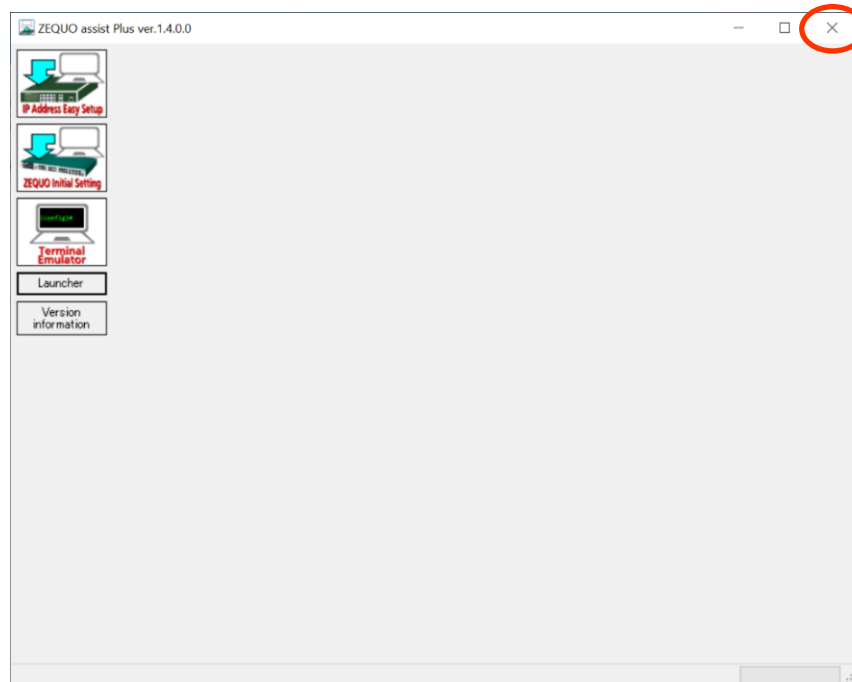 ZEQUO assist Plus ver.1.4.0.0
IP Address Easy Setup
ZEQUO Initial Setting
(config)#
Terminal
Emulator
Launcher
Version
information